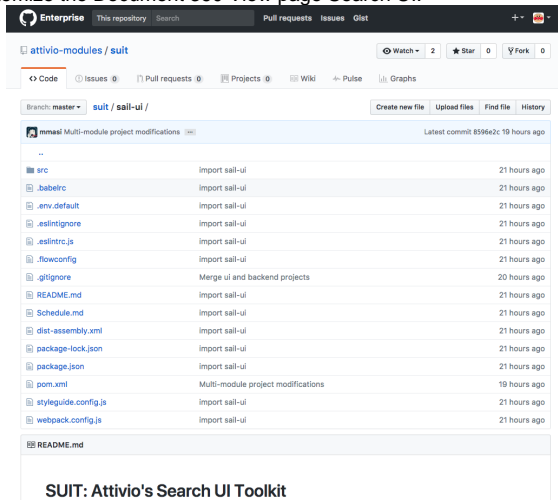 Document 360 View page Search UI.
Enterprise This repository Search Pull requests Issues Gist
attivio-modules / suit Watch 2 Star 0 Fork 0
Code Issues 0 Pull requests 0 Projects 0 Wiki Pulse Graphs
Branch: master suit / sail-ui / Create new file Upload files Find file History
mmasi Multi-module project modifications ... Latest commit 8596e2c 19 hours ago
..
src import sail-ui 21 hours ago
.babelrc import sail-ui 21 hours ago
.env.default import sail-ui 21 hours ago
.eslintignore import sail-ui 21 hours ago
.eslintrc.js import sail-ui 21 hours ago
.flowconfig import sail-ui 21 hours ago
.gitignore Merge ui and backend projects 20 hours ago
README.md import sail-ui 21 hours ago
Schedule.md import sail-ui 21 hours ago
dist-assembly.xml import sail-ui 21 hours ago
package-lock.json import sail-ui 21 hours ago
package.json import sail-ui 21 hours ago
pom.xml Multi-module project modifications 19 hours ago
styleguide.config.js import sail-ui 21 hours ago
webpack.config.js import sail-ui 21 hours ago
README.md
SUIT: Attivio's Search UI Toolkit